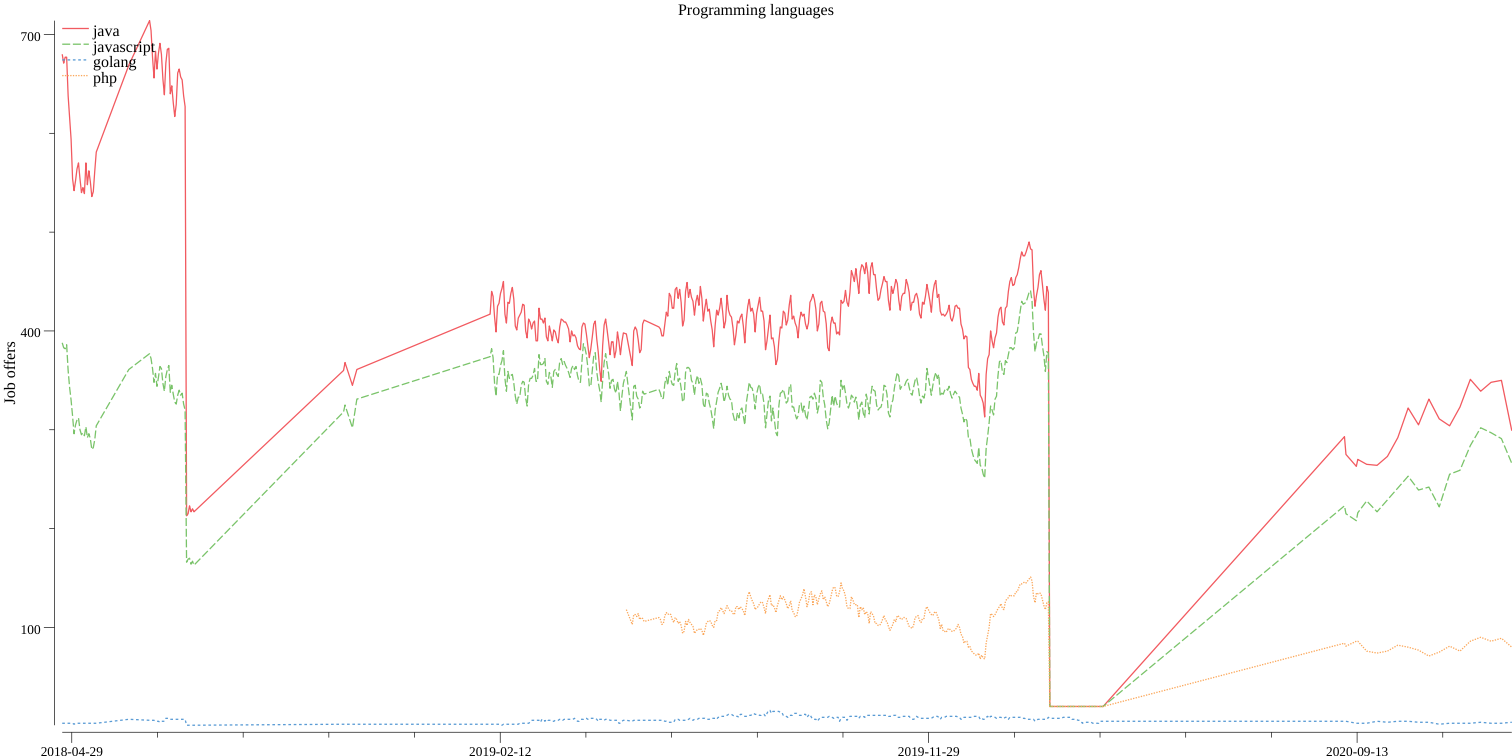 Programming languages
java
javascript
golang
php
700
400
100
Job offers
2018-04-29
2019-02-12
2019-11-29
2020-09-13